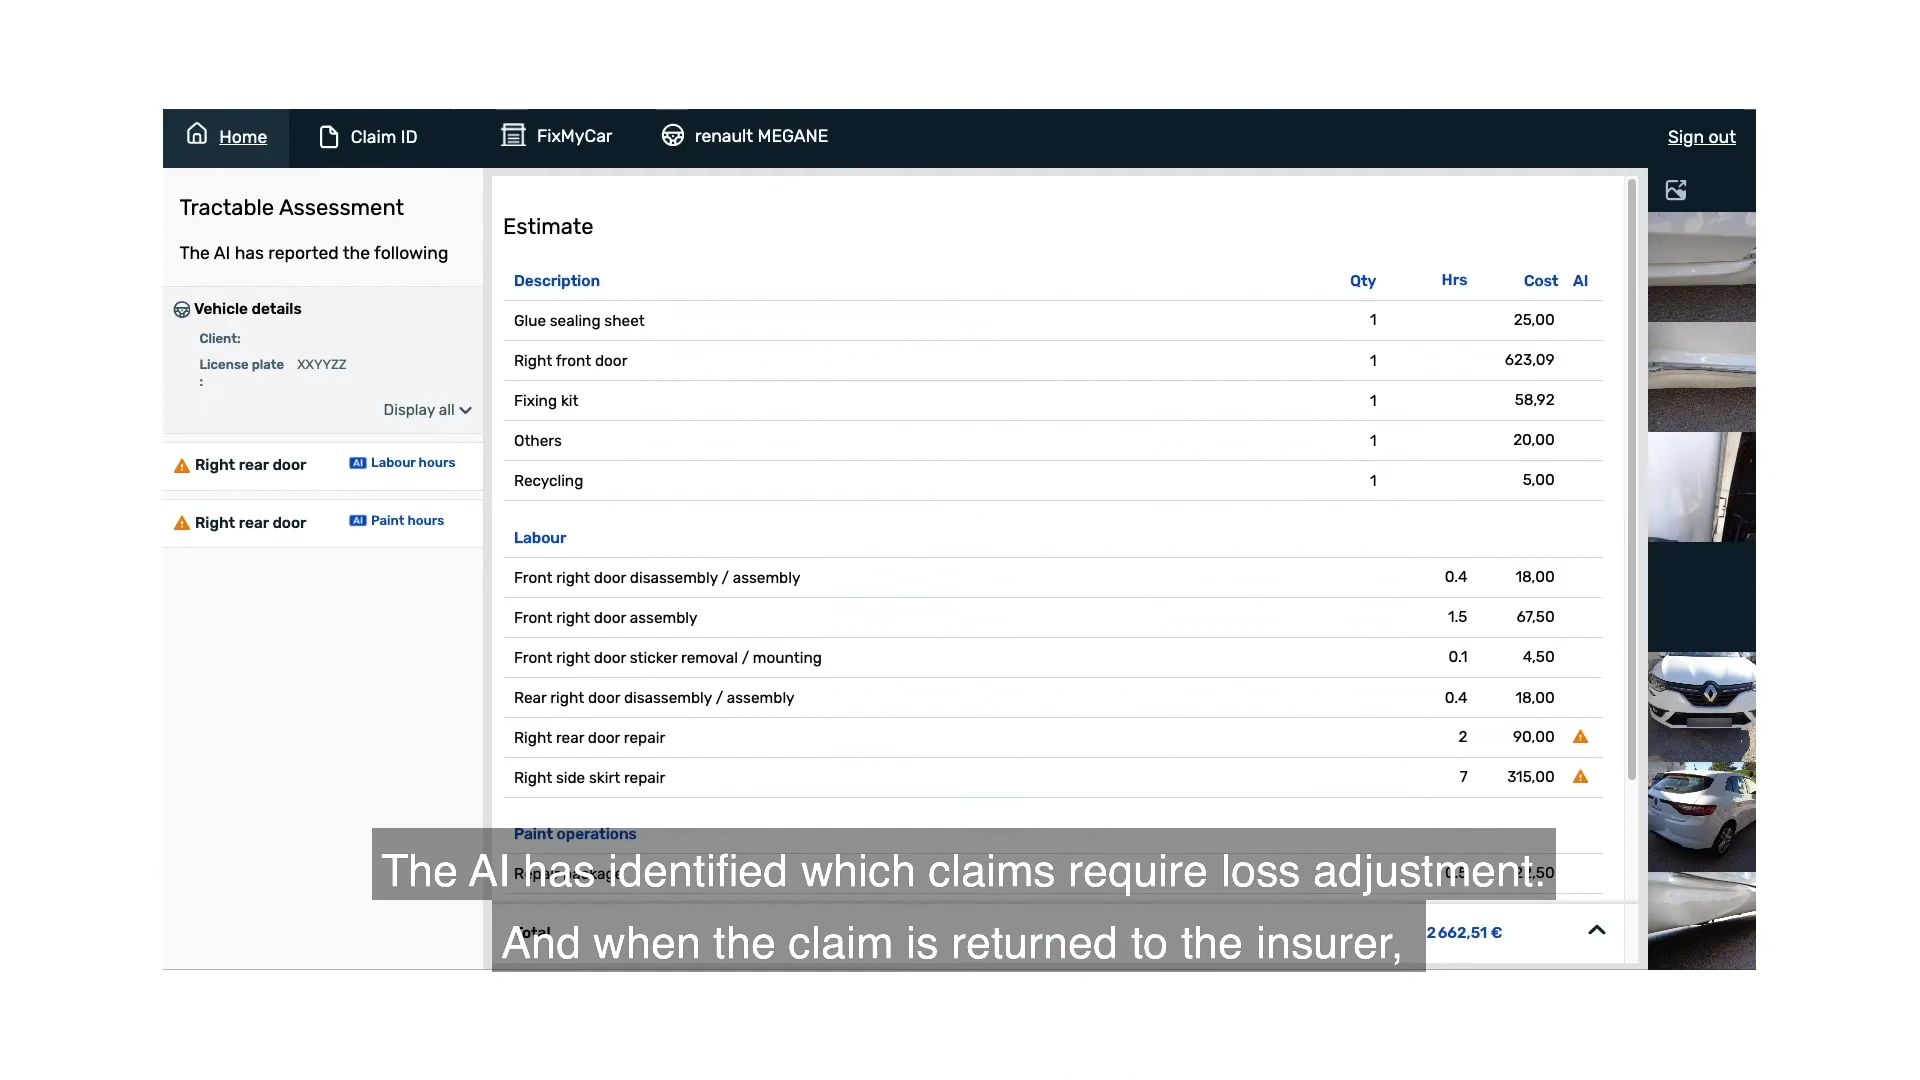 Home
Claim ID
FixMyCar
renault MEGANE
Sign out
Tractable Assessment
The AI has reported the following
Vehicle details
Client:
License plate XXYYZZ
:
Display all
Right rear door AI Labour hours
Right rear door AI Paint hours
Estimate
Description Qty Hrs Cost AI
Glue sealing sheet 1 25,00
Right front door 1 623,09
Fixing kit 1 58,92
Others 1 20,00
Recycling 1 5,00
Labour
Front right door disassembly / assembly 0.4 18,00
Front right door assembly 1.5 67,50
Front right door sticker removal / mounting 0.1 4,50
Rear right door disassembly / assembly 0.4 18,00
Right rear door repair 2 90,00
Right side skirt repair 7 315,00
Paint operations
Repair package 0.5 22,50
Total 2 662,51 €
The AI has identified which claims require loss adjustment.
And when the claim is returned to the insurer,